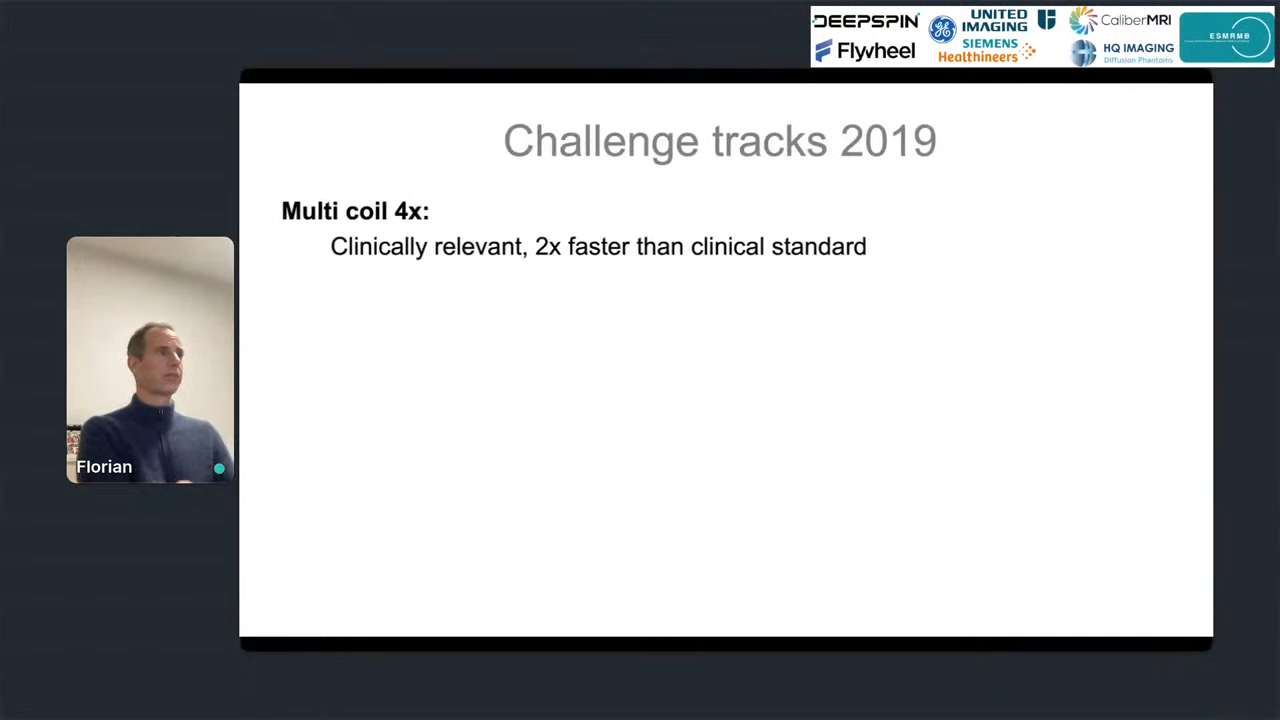 DEEPSPIN
UNITED
IMAGING
CaliberMRI
Flywheel
SIEMENS
Healthineers
HQ IMAGING
Diffusion Phantoms
ESMRMB
Challenge tracks 2019
Multi coil 4x:
Clinically relevant, 2x faster than clinical standard
Florian